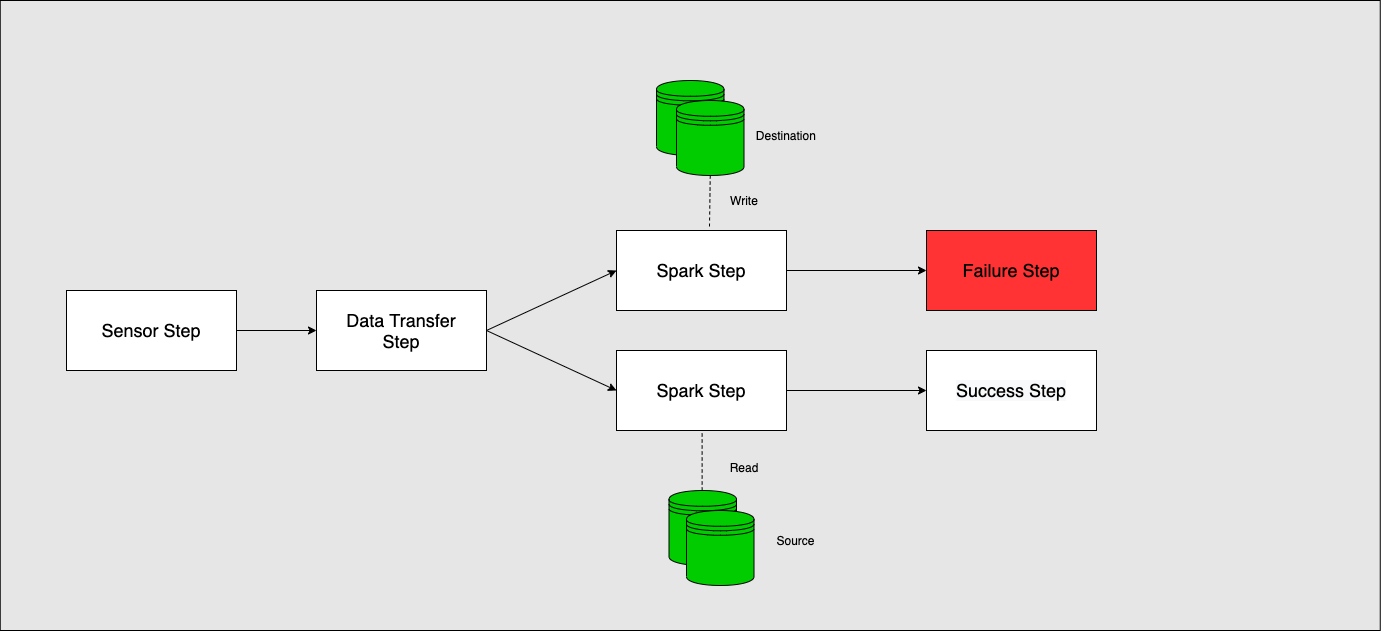 Destination
Write
Spark Step
Failure Step
Sensor Step
Data Transfer
Step
Spark Step
Success Step
Read
Source